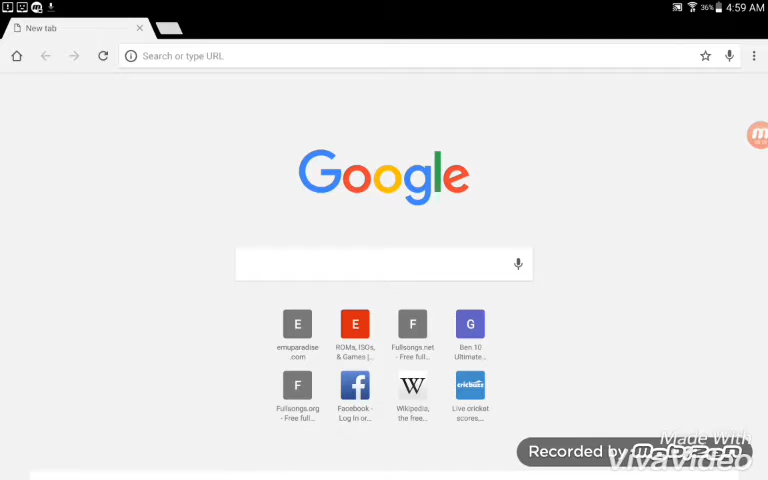 36% 4:59 AM
New tab
Search or type URL
Google
E E F G
emuparadise
.com
ROMs, ISOs,
& Games |...
Fullsongs.net
- Free full...
Ben 10
Ultimate...
F f W cricbuzz
Fullsongs.org
- Free full...
Facebook -
Log In or...
Wikipedia,
the free...
Live cricket
scores,...
Made With
Recorded by
VivaVideo